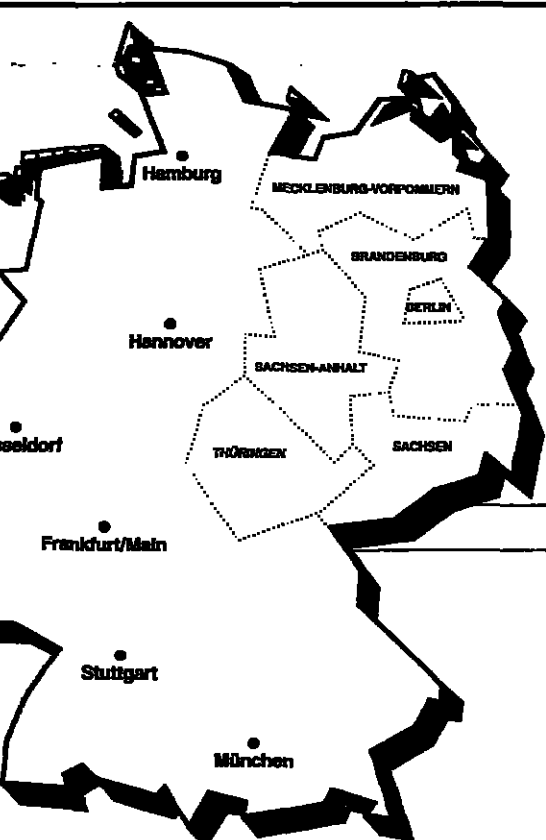 Hamburg
MECKLENBURG-VORPOMMERN
BRANDENBURG
BERLIN
Hannover
SACHSEN-ANHALT
sseldorf
THÜRINGEN
SACHSEN
Frankfurt/Main
Stuttgart
München